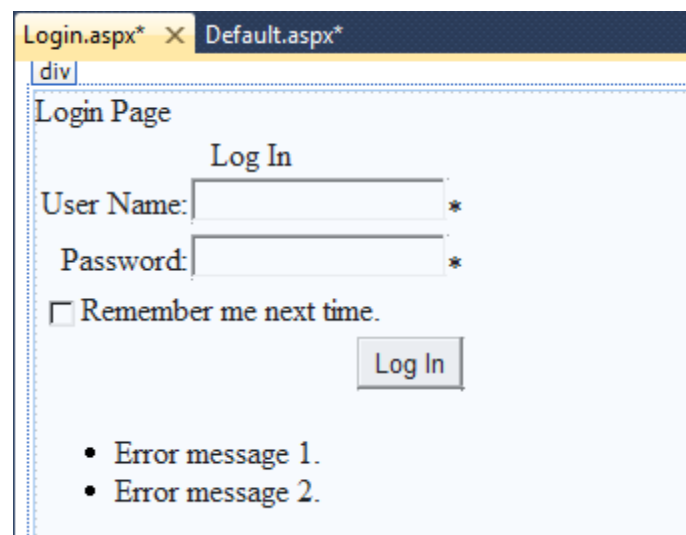 Login.aspx* × Default.aspx*
div
Login Page
Log In
User Name: *
Password: *
Remember me next time.
Log In
• Error message 1.
• Error message 2.